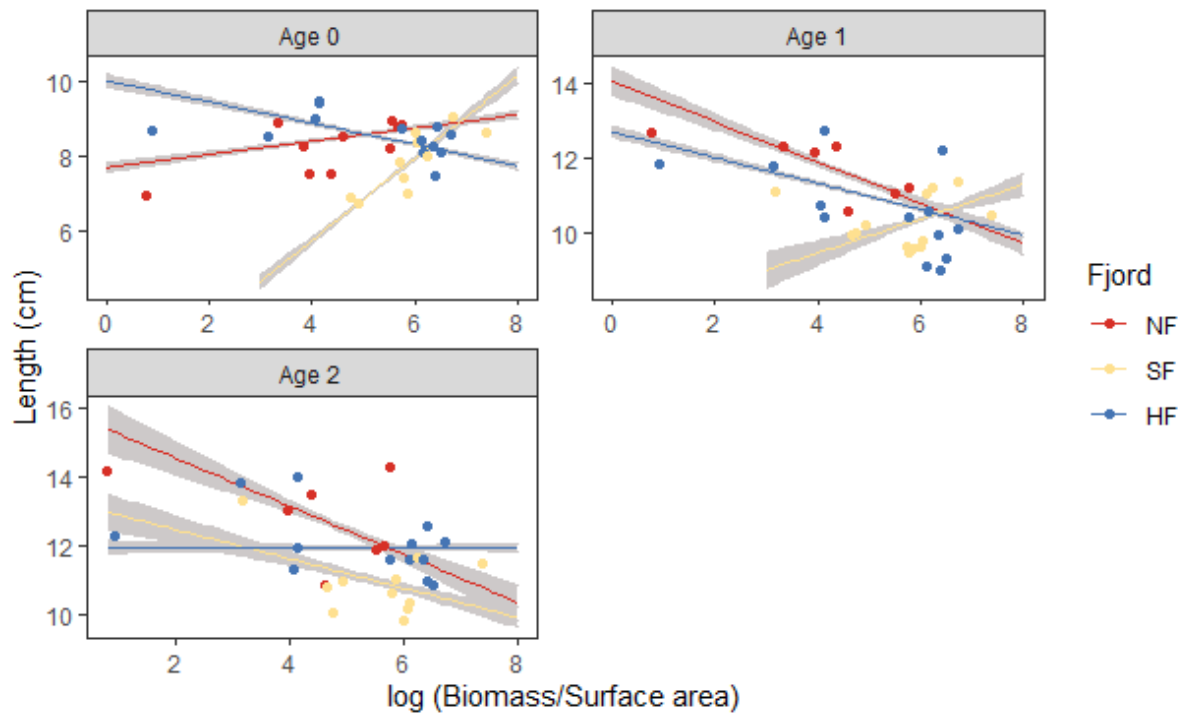 Age 0
Age 1
10
8
6
0 2 4 6 8
14
12
10
0 2 4 6 8
Age 2
16
14
12
10
2 4 6 8
Length (cm)
log (Biomass/Surface area)
Fjord
NF
SF
HF